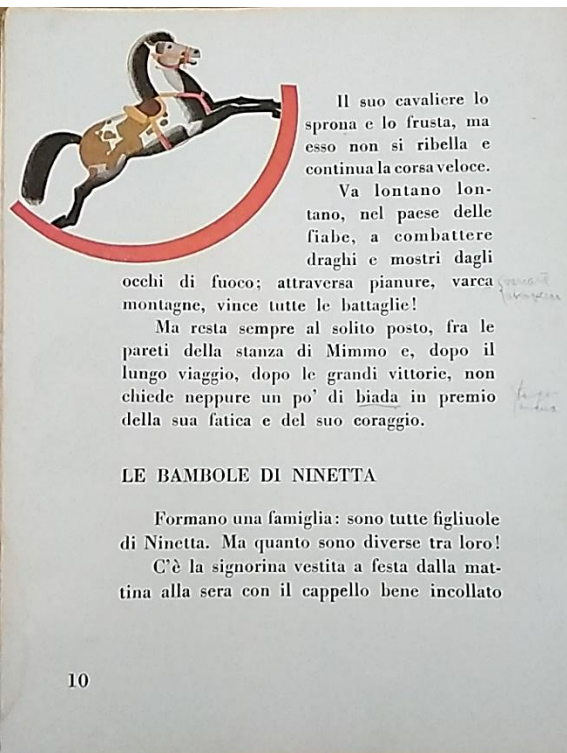 Il suo cavaliere lo
sprona e lo frusta, ma
esso non si ribella e
continua la corsa veloce.
Va lontano lon-
tano, nel paese delle
fiabe, a combattere
draghi e mostri dagli
occhi di fuoco; attraversa pianure, varca
montagne, vince tutte le battaglie!
Ma resta sempre al solito posto, fra le
pareti della stanza di Mimmo e, dopo il
lungo viaggio, dopo le grandi vittorie, non
chiede neppure un po' di biada in premio
della sua fatica e del suo coraggio.
LE BAMBOLE DI NINETTA
Formano una famiglia: sono tutte figliuole
di Ninetta. Ma quanto sono diverse tra loro!
C'è la signorina vestita a festa dalla mat-
tina alla sera con il cappello bene incollato
10